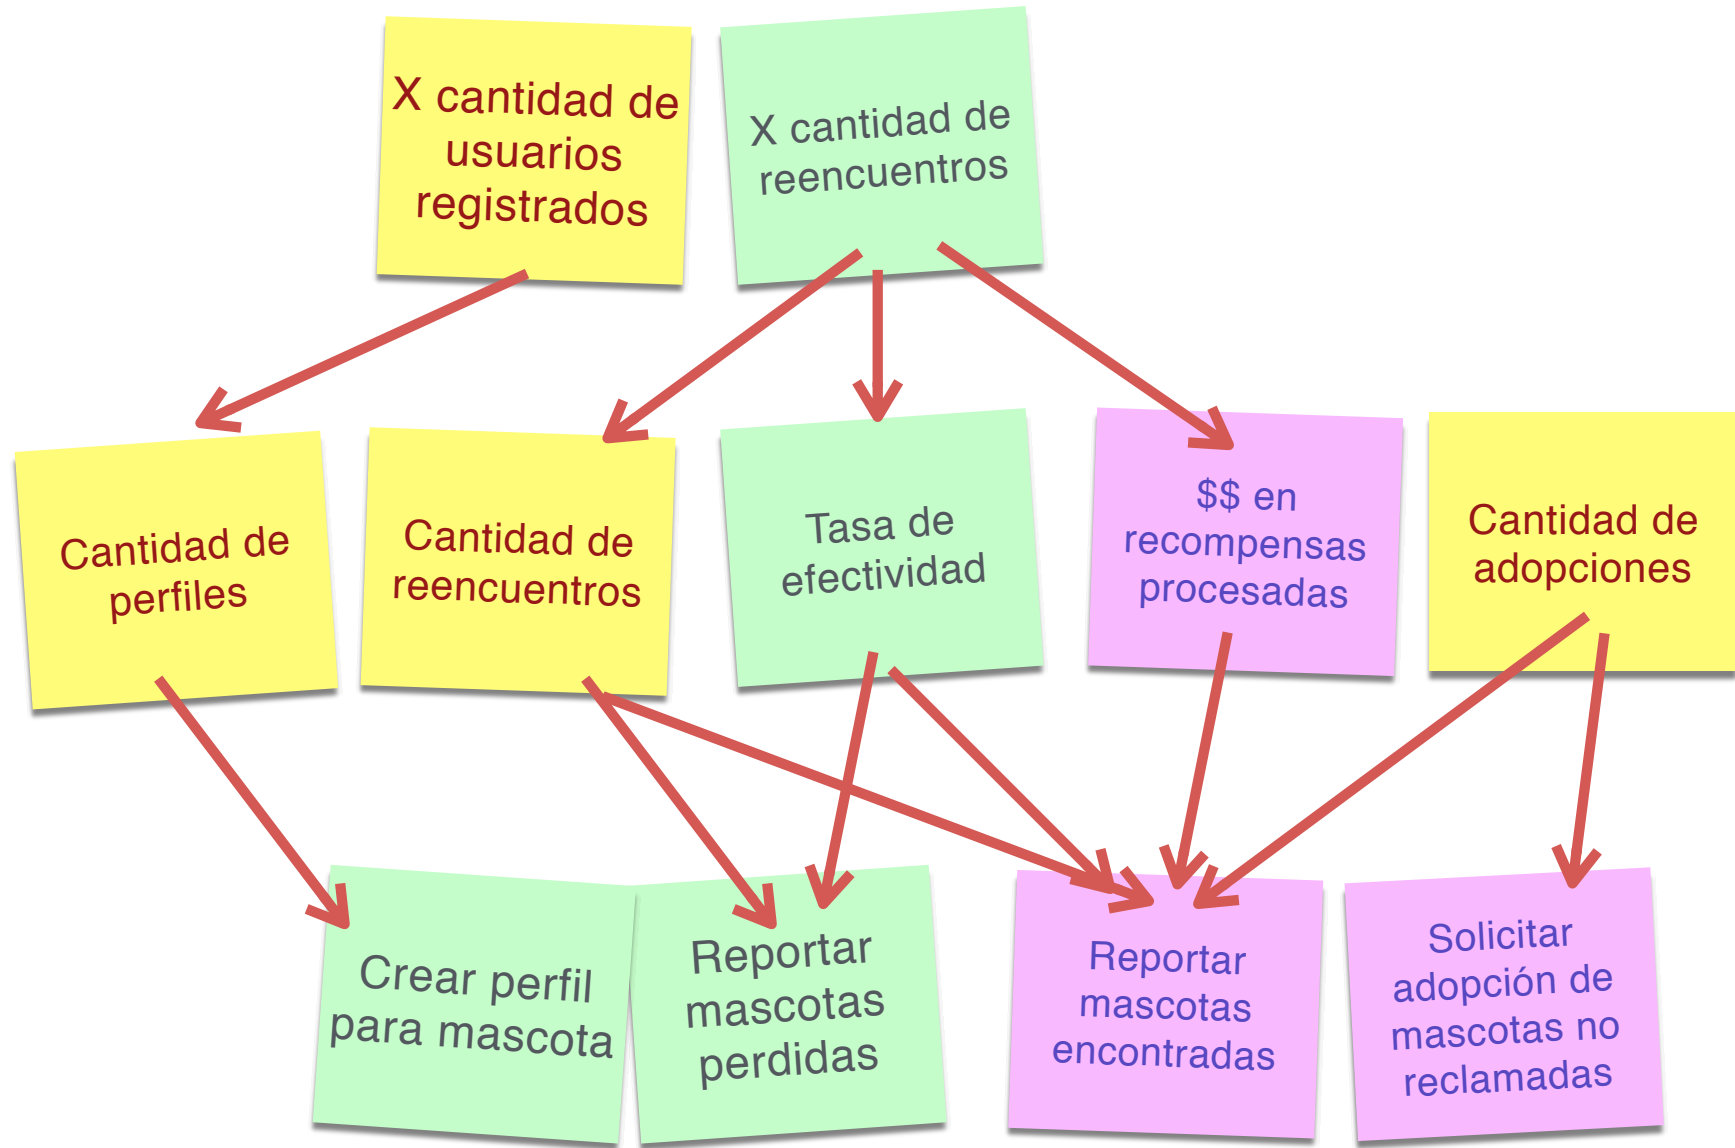 X cantidad de
usuarios
registrados
X cantidad de
reencuentros
Cantidad de
perfiles
Cantidad de
reencuentros
Tasa de
efectividad
$$ en
recompensas
procesadas
Cantidad de
adopciones
Crear perfil
para mascota
Reportar
mascotas
perdidas
Reportar
mascotas
encontradas
Solicitar
adopción de
mascotas no
reclamadas